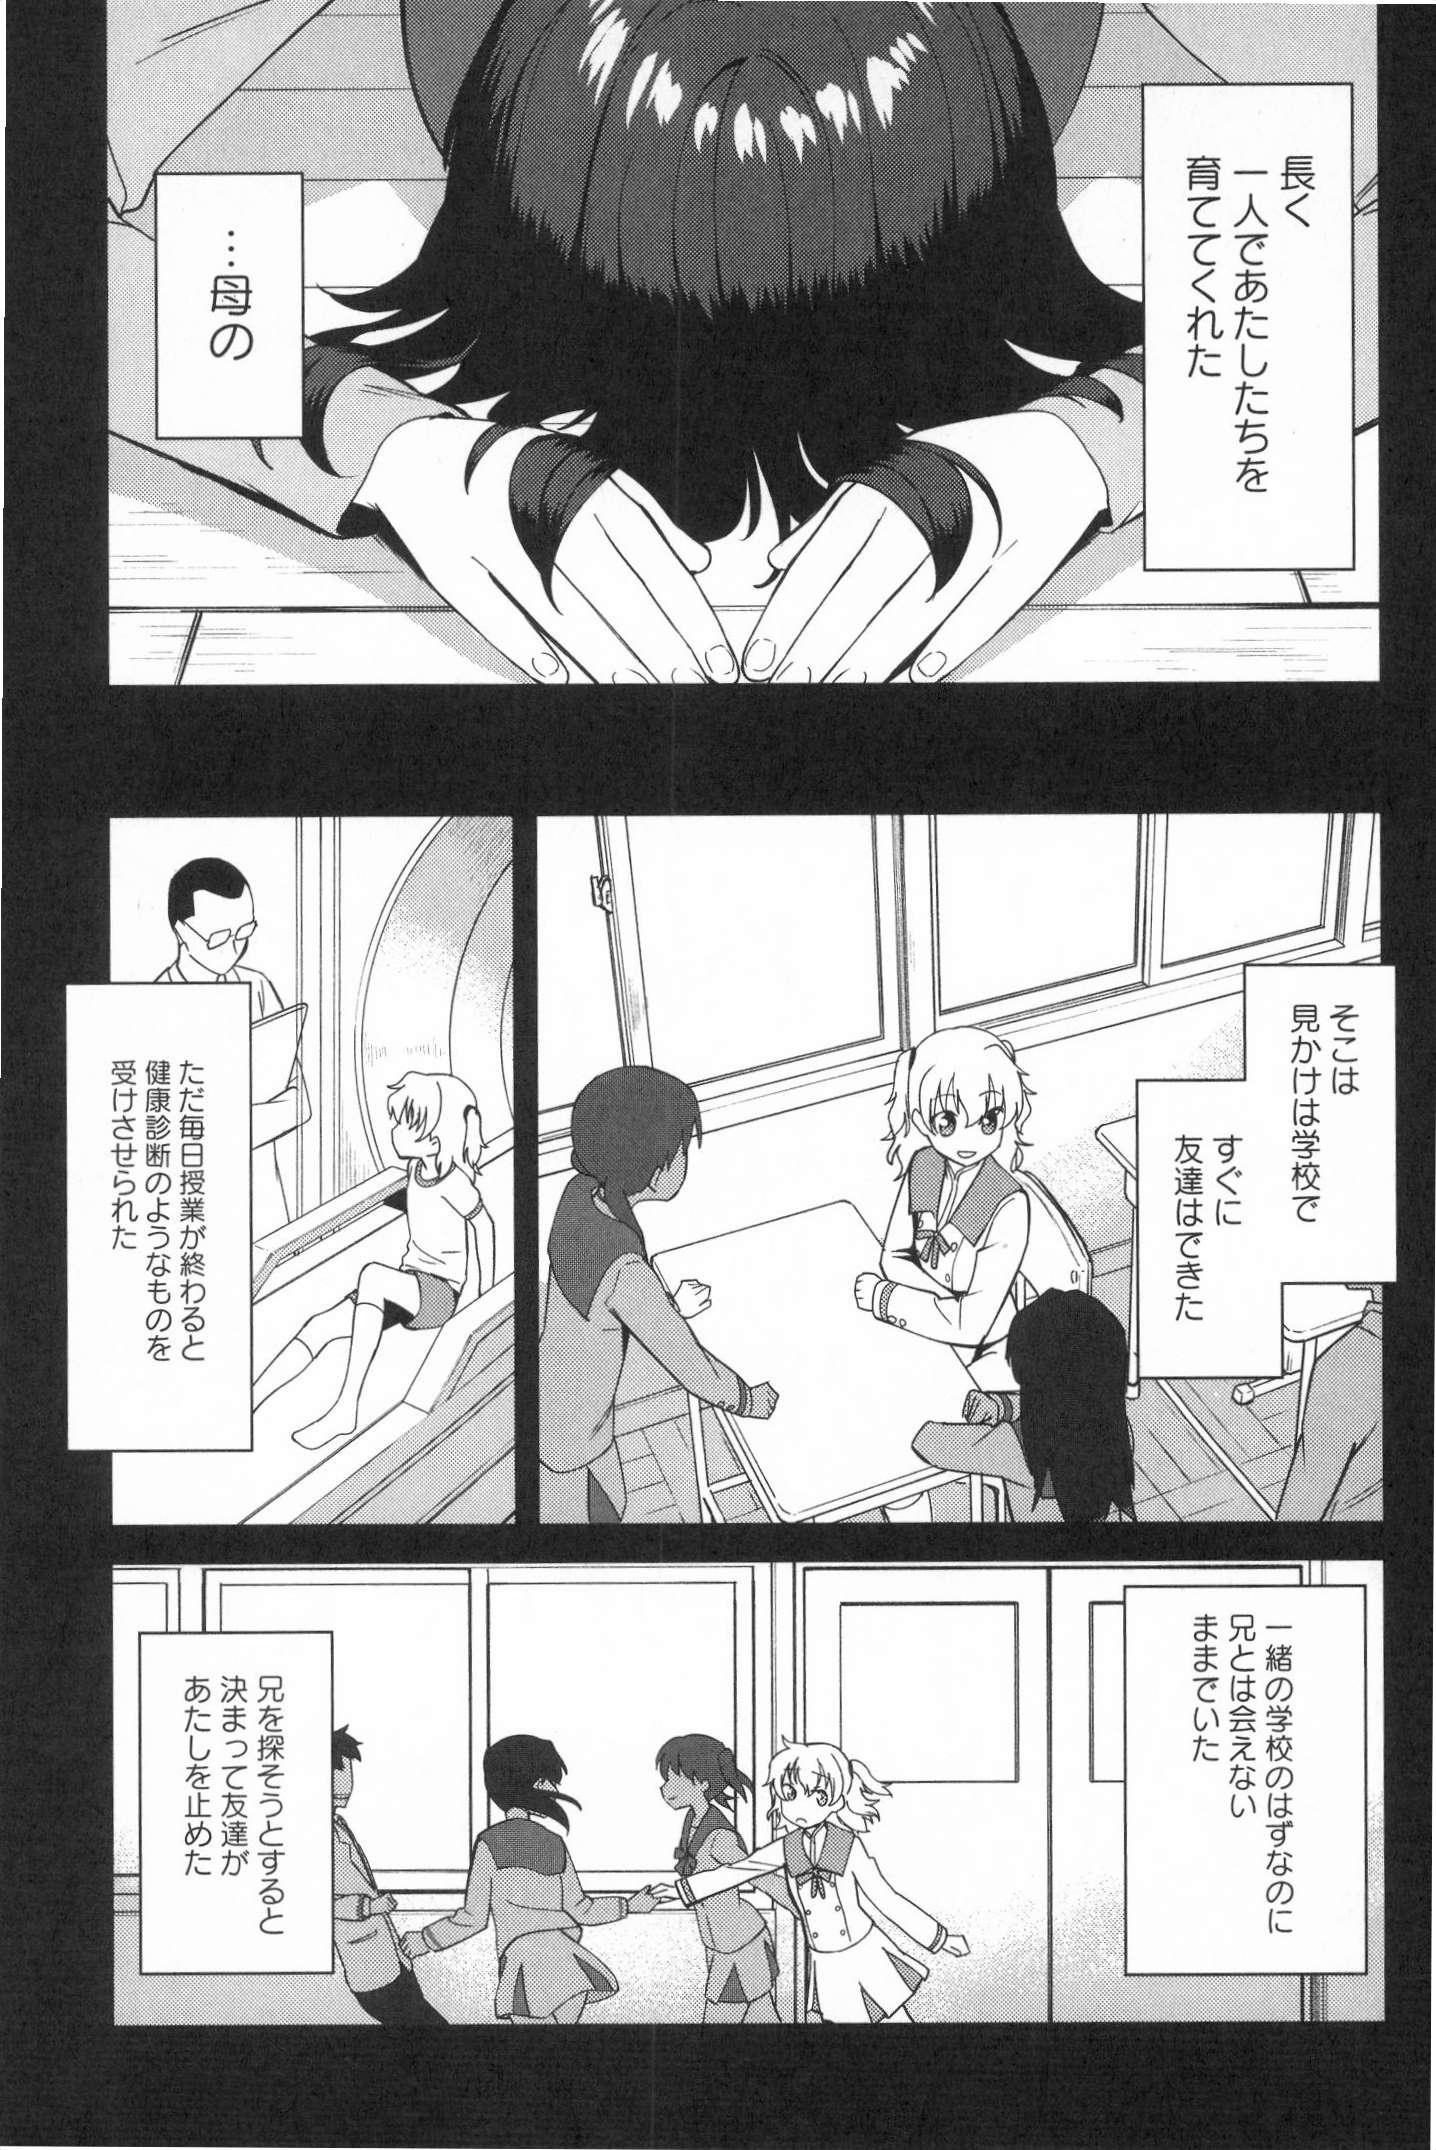 長く
一人であたしたちを
育ててくれた
…母の
そこは
見かけは学校で
すぐに
友達はできた
ただ毎日授業が終わると
健康診断のようなものを
受けさせられた
一緒の学校のはずなのに
兄とは会えない
ままでいた
兄を探そうとすると
決まって友達が
あたしを止めた